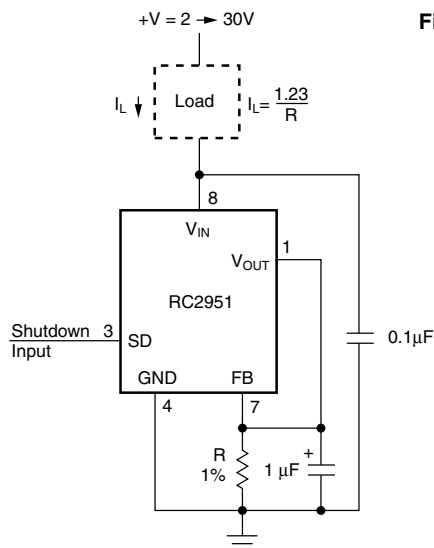 +V = 2 → 30V
Fi
I_L ↓
Load
I_L = 1.23/R
8
V_IN
1
V_OUT
RC2951
Shutdown
Input
3
SD
0.1µF
GND
FB
4
7
R
1%
1 µF
+